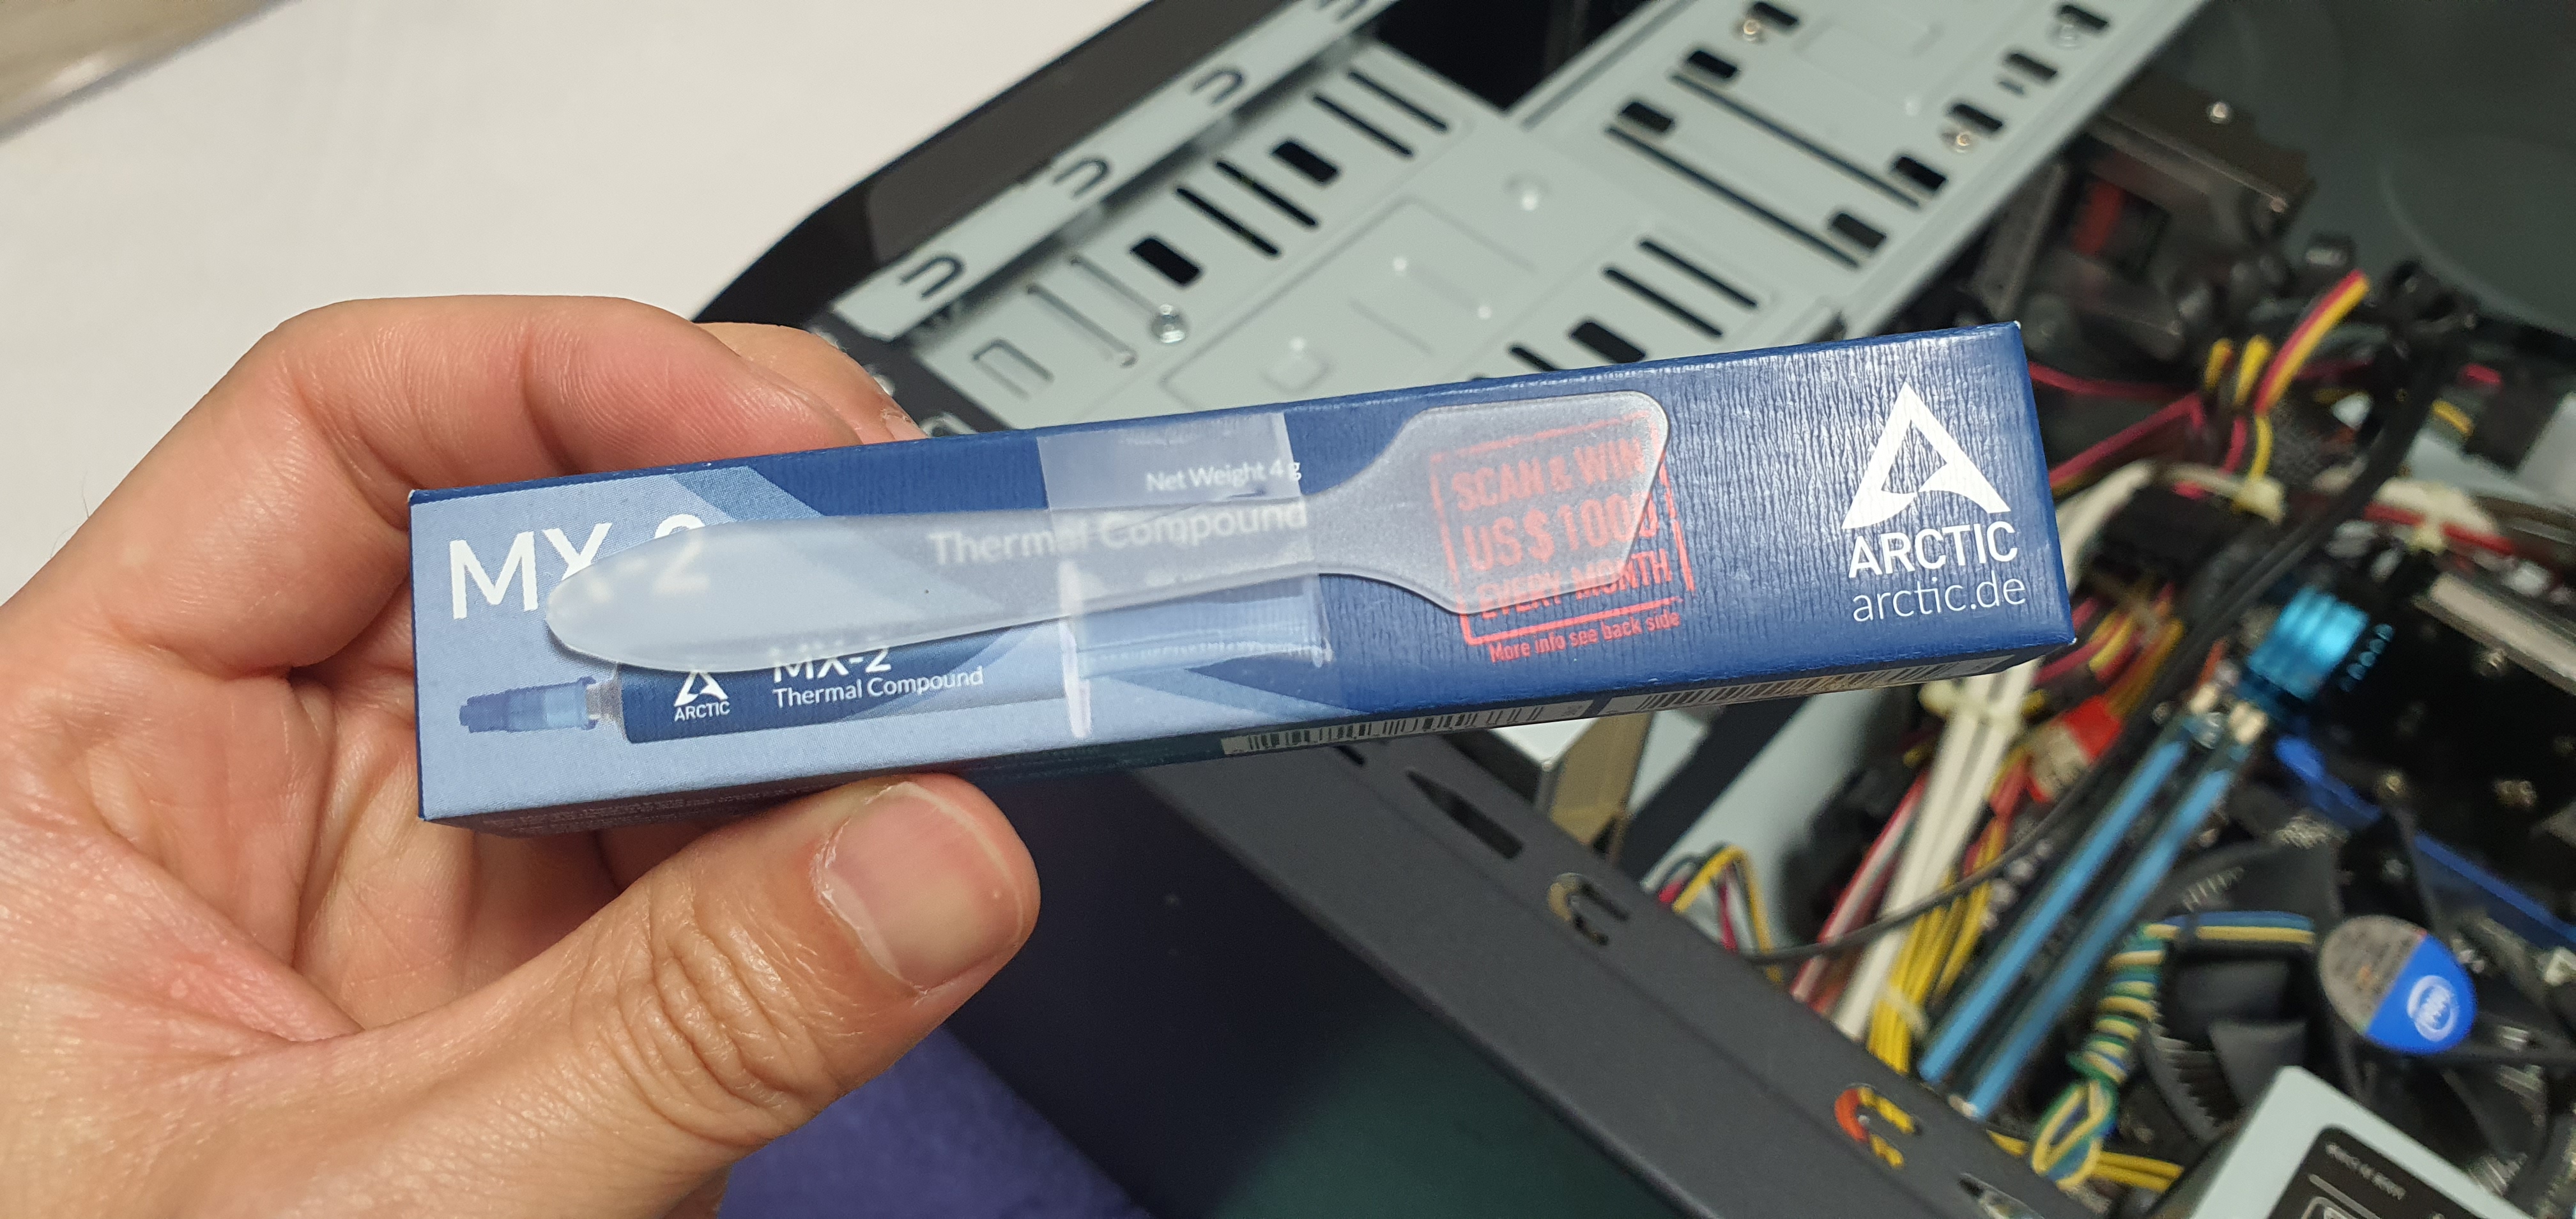 MX-2
Net Weight 4 g
Thermal Compound
SCAN & WIN
US$ 1000
EVERY MONTH
More info see back side
ARCTIC
arctic.de
ARCTIC
MX-2
Thermal Compound
intel